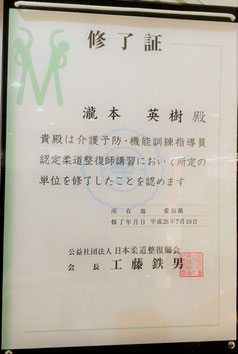 修了証
瀧本 英樹 殿
貴殿は介護予防・機能訓練指導員
認定柔道整復師講習において所定の
単位を修了したことを認めます
所在地 愛知県
修了年月日 平成28年7月10日
公益社団法人 日本柔道整復師会
会長 工藤鉄男